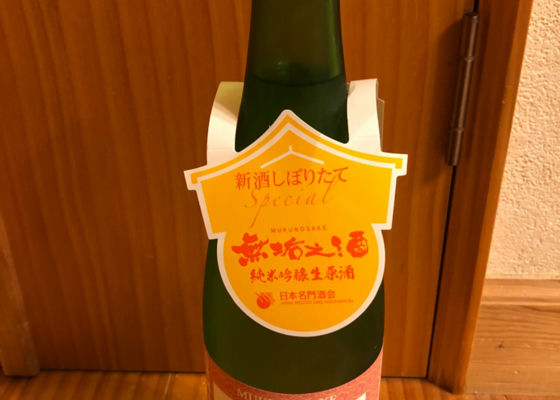 新酒しぼりたて
Special
MUKUNOSAKE
無垢之酒
純米吟醸生原酒
日本名門酒会